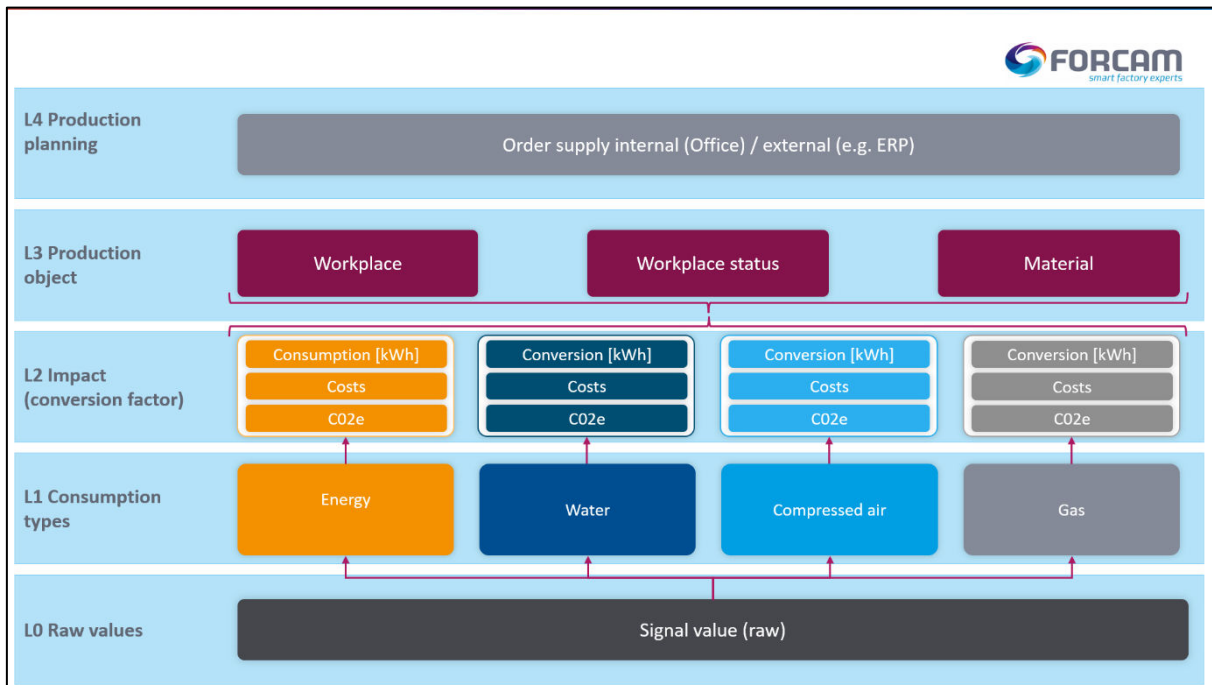 FORCAM
smart factory experts
L4 Production
planning
Order supply internal (Office) / external (e.g. ERP)
L3 Production
object
Workplace
Workplace status
Material
L2 Impact
(conversion factor)
Consumption [kWh]
Costs
C02e
Conversion [kWh]
Costs
C02e
Conversion [kWh]
Costs
C02e
Conversion [kWh]
Costs
C02e
L1 Consumption
types
Energy
Water
Compressed air
Gas
L0 Raw values
Signal value (raw)